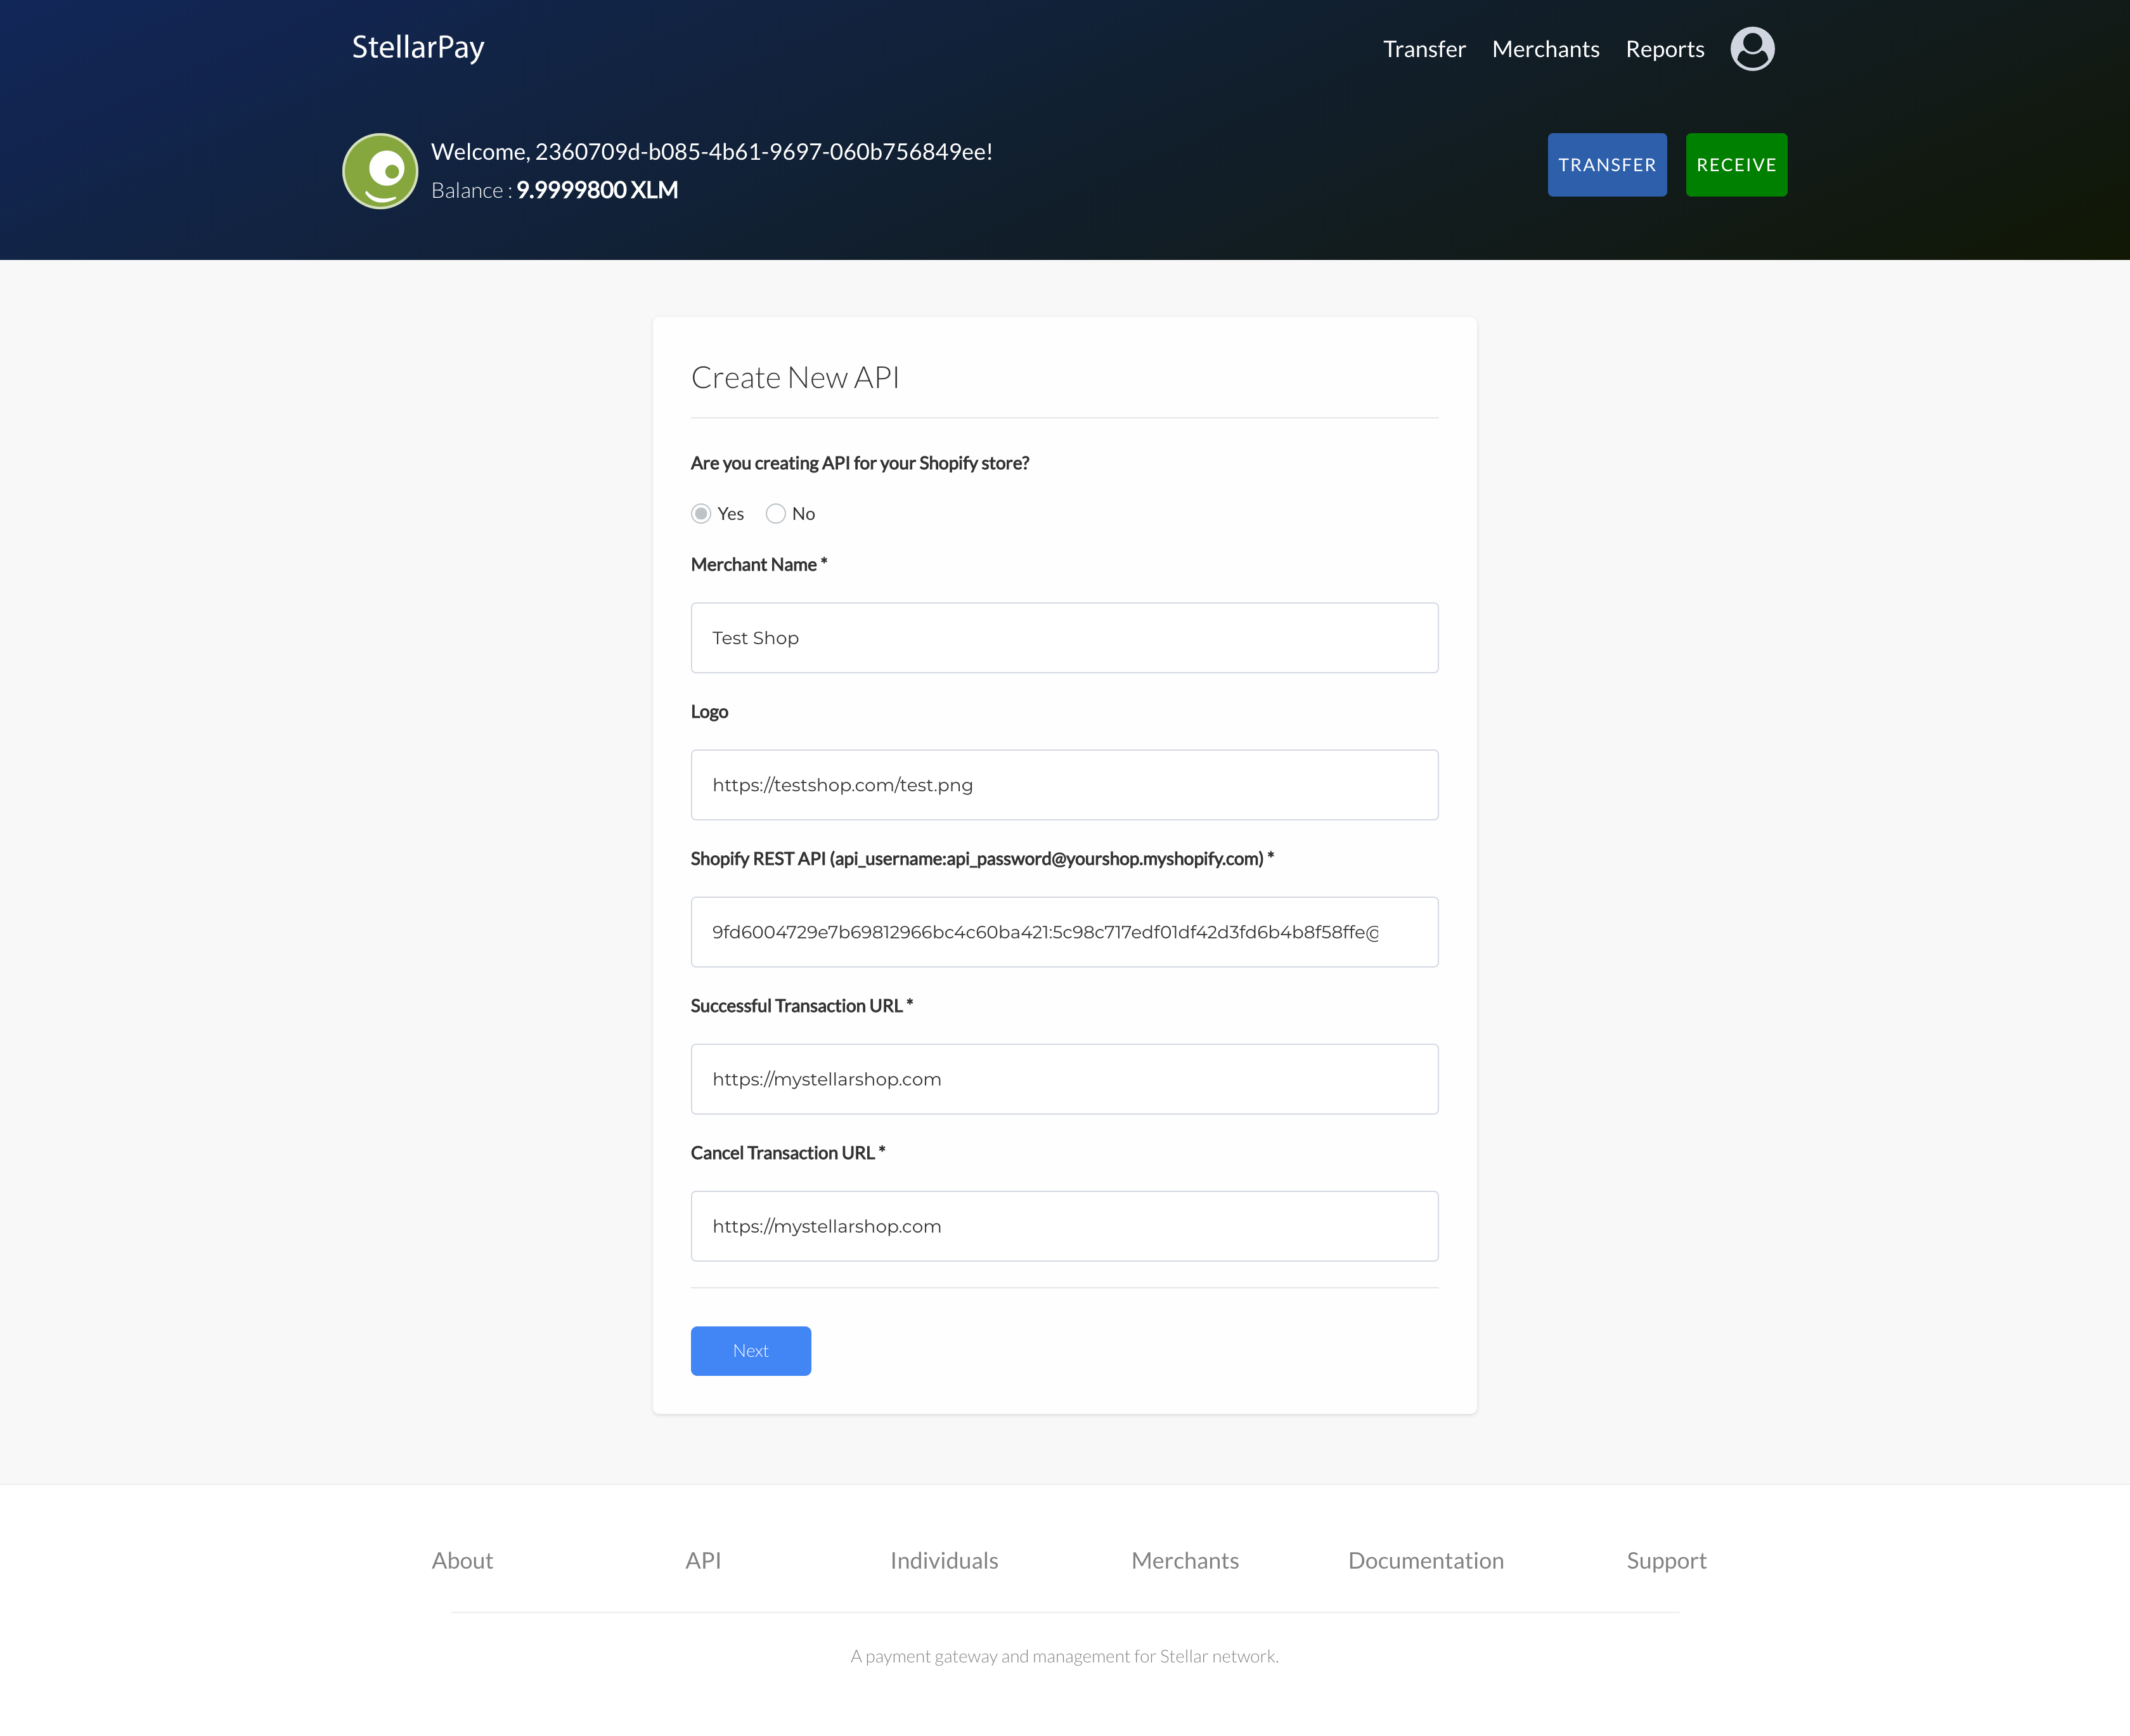 StellarPay
Transfer Merchants Reports
Welcome, 2360709d-b085-4b61-9697-060b756849ee!
Balance : 9.9999800 XLM
TRANSFER RECEIVE
Create New API
Are you creating API for your Shopify store?
Yes No
Merchant Name *
Test Shop
Logo
https://testshop.com/test.png
Shopify REST API (api_username:api_password@yourshop.myshopify.com) *
9fd6004729e7b69812966bc4c60ba421:5c98c717edf01df42d3fd6b4b8f58ffe@
Successful Transaction URL *
https://mystellarshop.com
Cancel Transaction URL *
https://mystellarshop.com
Next
About API Individuals Merchants Documentation Support
A payment gateway and management for Stellar network.